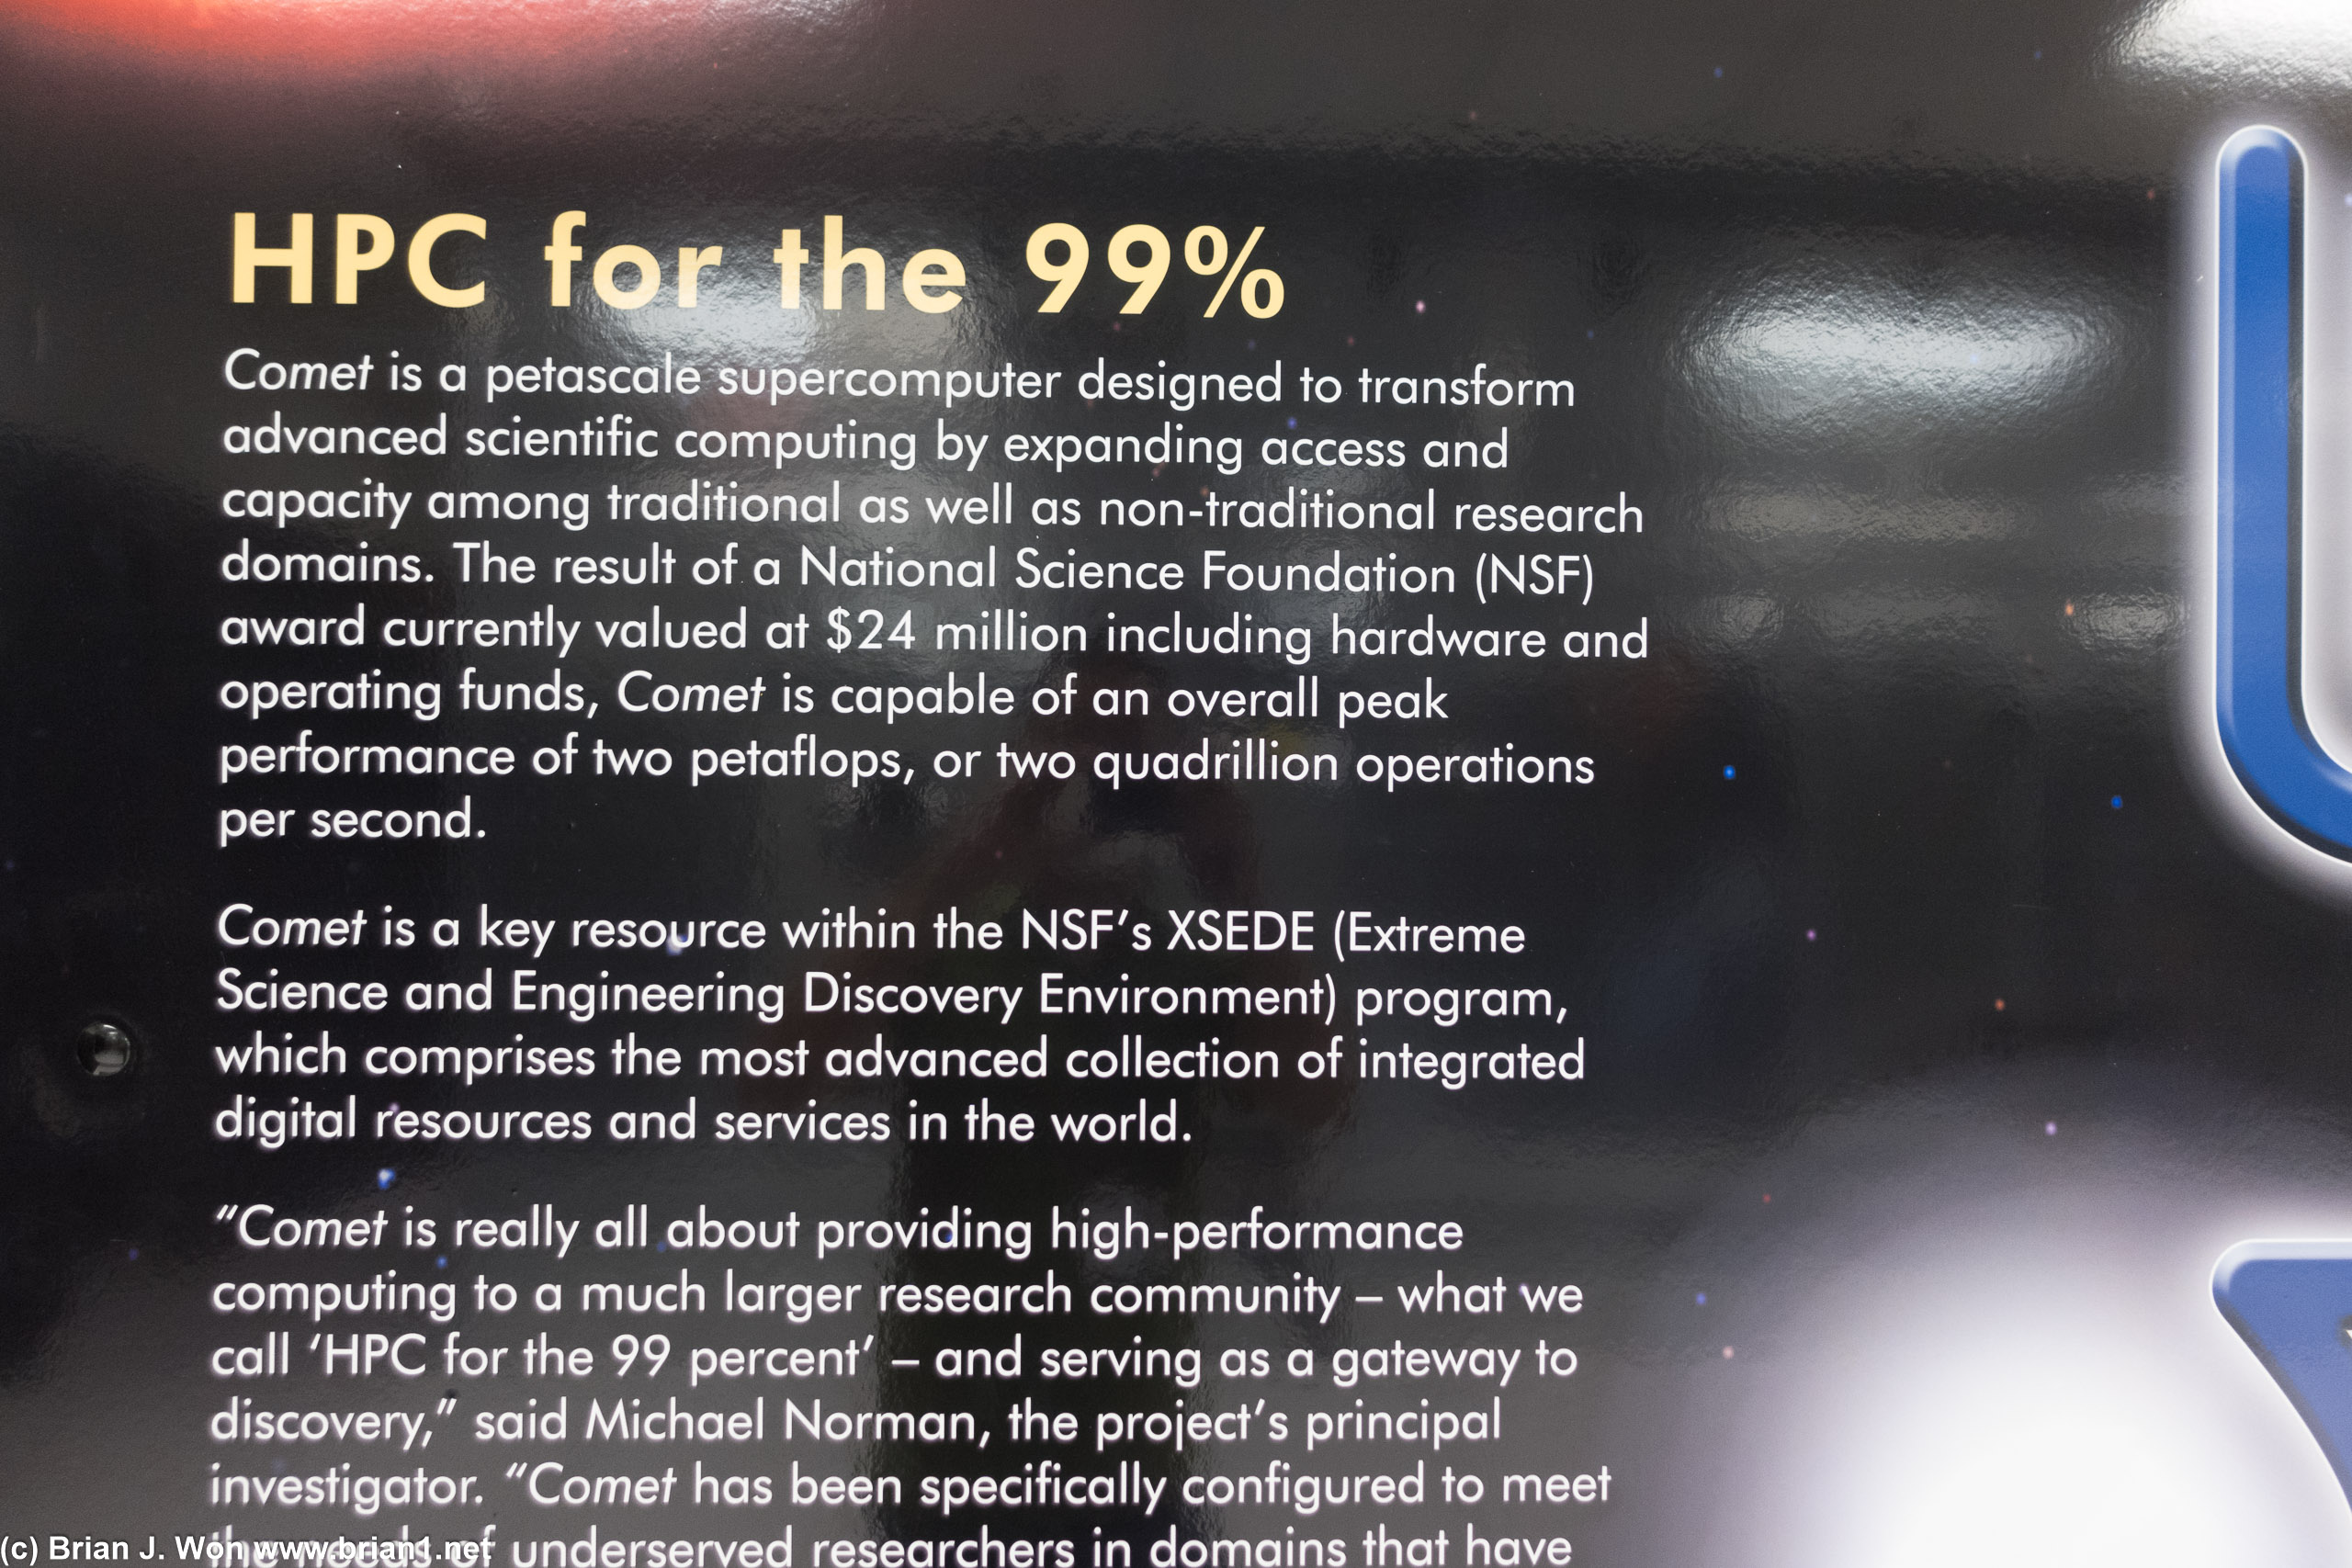 HPC for the 99%
Comet is a petascale supercomputer designed to transform
advanced scientific computing by expanding access and
capacity among traditional as well as non-traditional research
domains. The result of a National Science Foundation (NSF)
award currently valued at $24 million including hardware and
operating funds, Comet is capable of an overall peak
performance of two petaflops, or two quadrillion operations
per second.
Comet is a key resource within the NSF’s XSEDE (Extreme
Science and Engineering Discovery Environment) program,
which comprises the most advanced collection of integrated
digital resources and services in the world.
“Comet is really all about providing high-performance
computing to a much larger research community – what we
call ‘HPC for the 99 percent’ – and serving as a gateway to
discovery,” said Michael Norman, the project’s principal
investigator. “Comet has been specifically configured to meet
underserved researchers in domains that have
(c) Brian J. Won www.brian1.net